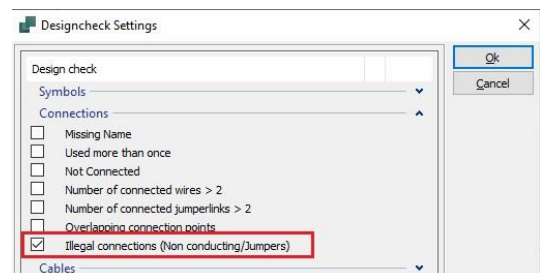 Designcheck Settings
Ok
Design check
Cancel
Symbols
Connections
Missing Name
Used more than once
Not Connected
Number of connected wires > 2
Number of connected jumperlinks > 2
Overlapping connection points
Illegal connections (Non conducting/Jumpers)
Cables